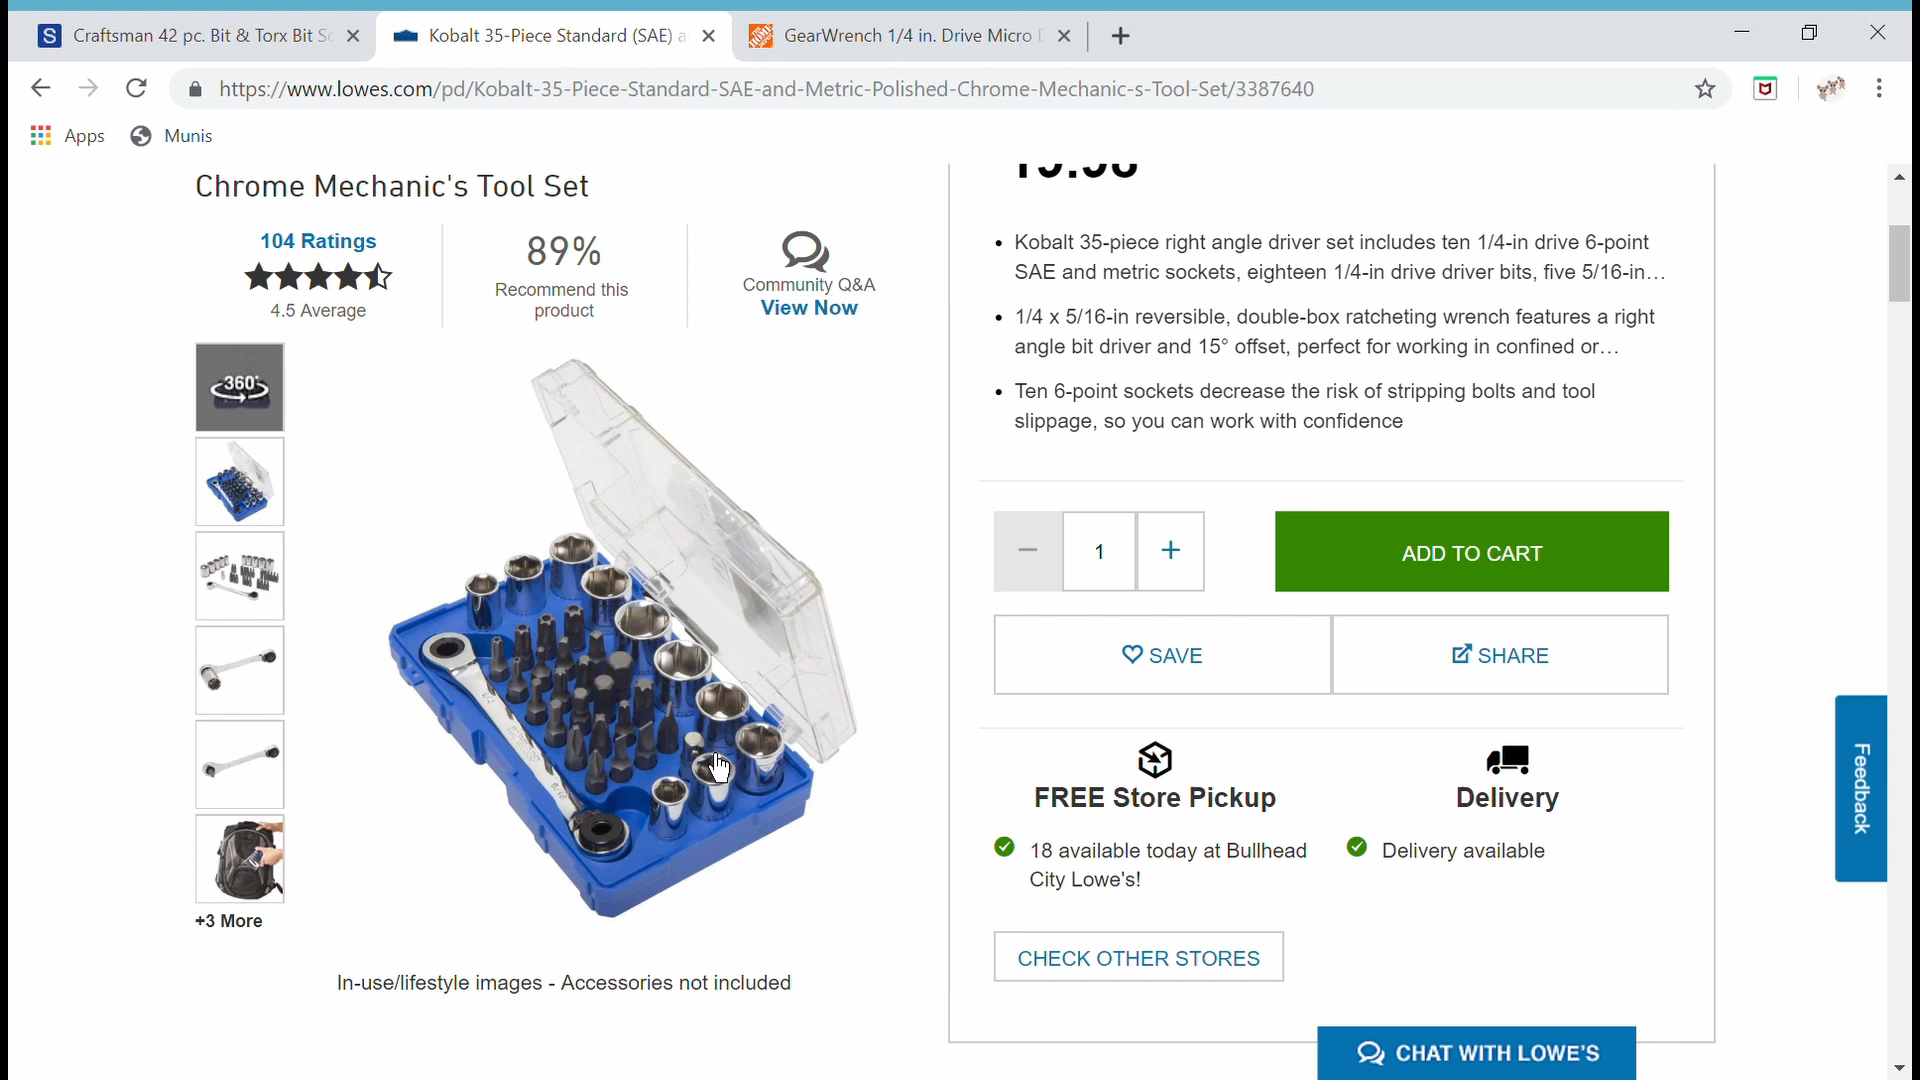 Craftsman 42 pc. Bit & Torx Bit S
Kobalt 35-Piece Standard (SAE) a
GearWrench 1/4 in. Drive Micro
https://www.lowes.com/pd/Kobalt-35-Piece-Standard-SAE-and-Metric-Polished-Chrome-Mechanic-s-Tool-Set/3387640
Apps
Munis
Chrome Mechanic's Tool Set
104 Ratings
4.5 Average
89%
Recommend this
product
Community Q&A
View Now
360°
+3 More
In-use/lifestyle images - Accessories not included
• Kobalt 35-piece right angle driver set includes ten 1/4-in drive 6-point
SAE and metric sockets, eighteen 1/4-in drive driver bits, five 5/16-in...
• 1/4 x 5/16-in reversible, double-box ratcheting wrench features a right
angle bit driver and 15° offset, perfect for working in confined or...
• Ten 6-point sockets decrease the risk of stripping bolts and tool
slippage, so you can work with confidence
1
ADD TO CART
SAVE
SHARE
FREE Store Pickup
18 available today at Bullhead
City Lowe's!
Delivery
Delivery available
CHECK OTHER STORES
Feedback
CHAT WITH LOWE'S